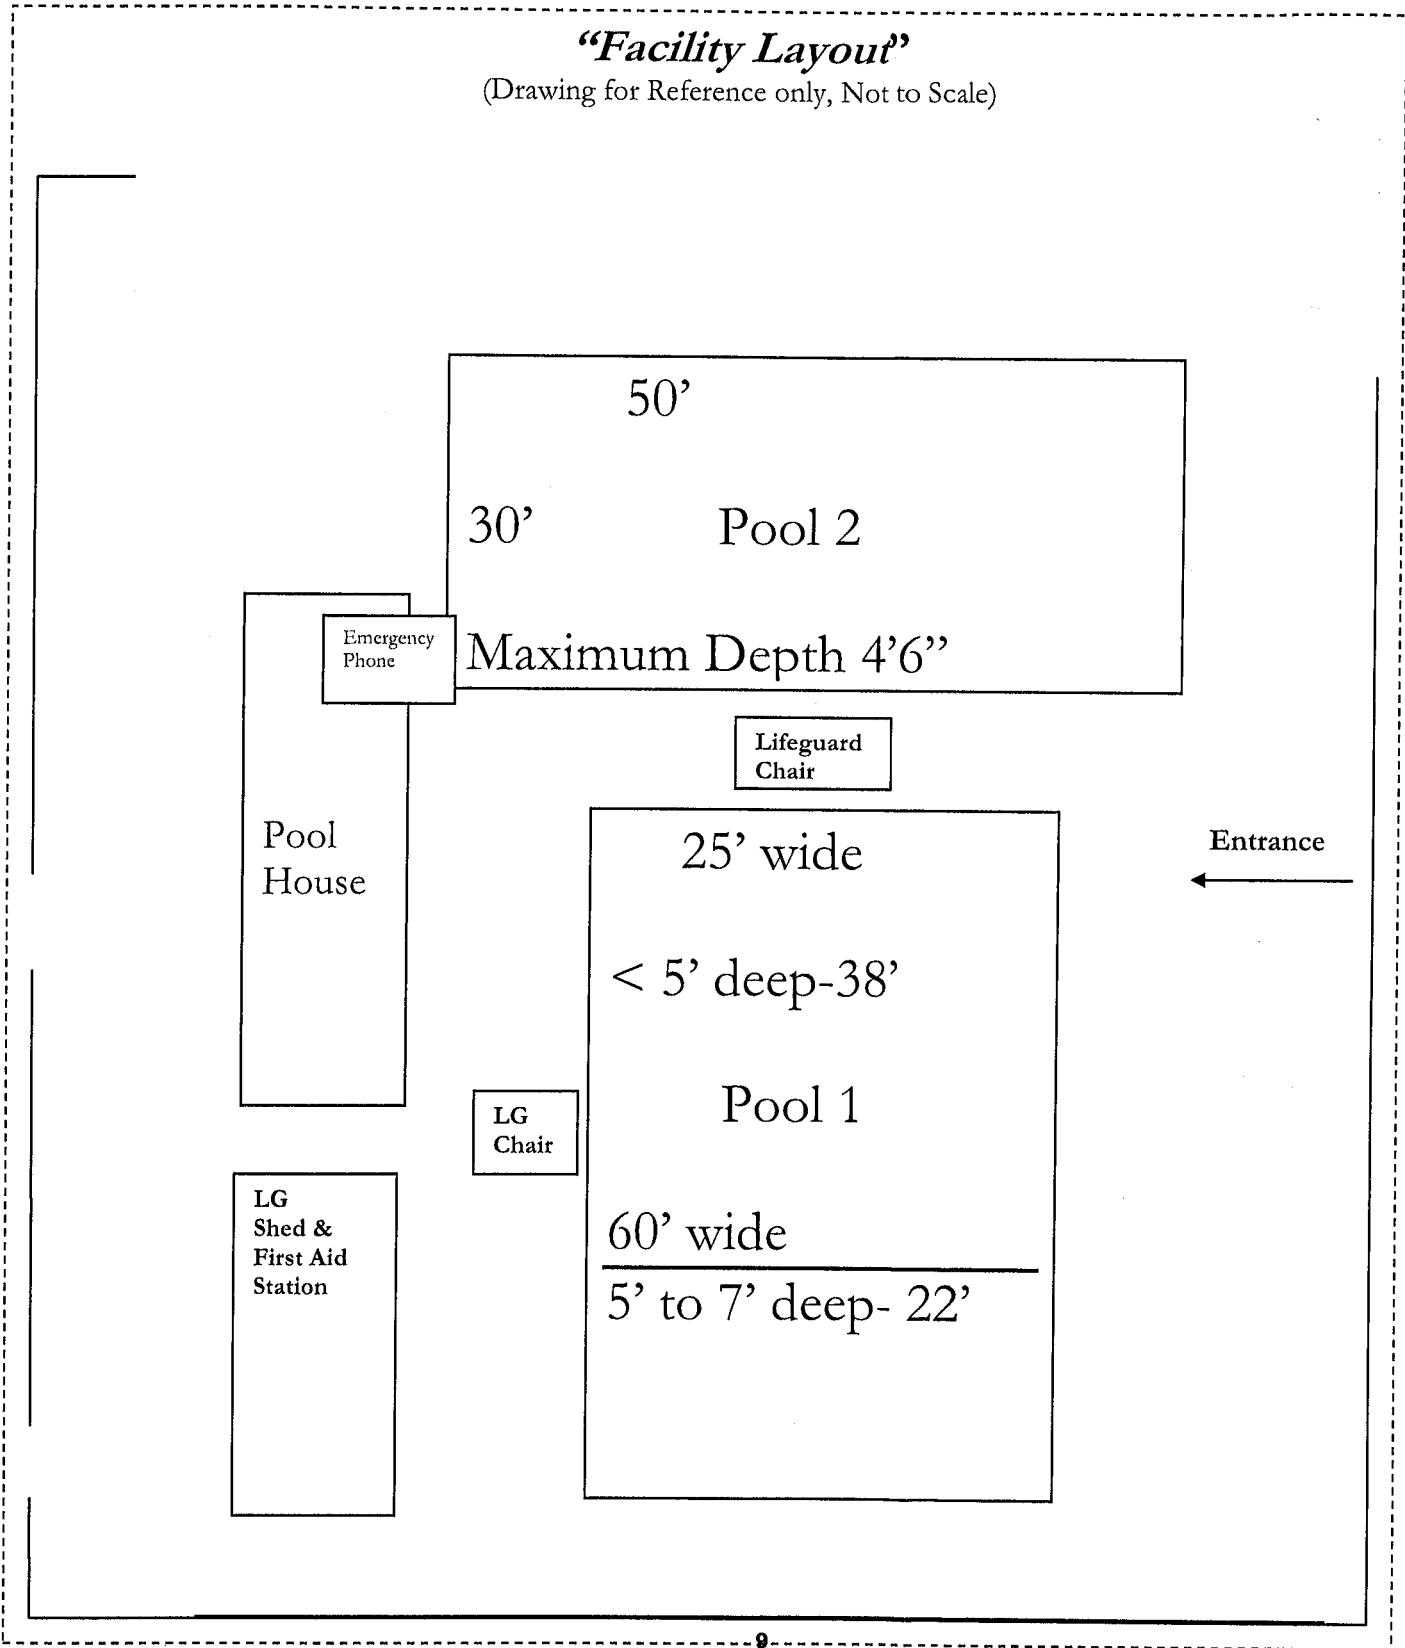 “Facility Layout”
(Drawing for Reference only, Not to Scale)
50’
30’
Pool 2
Emergency
Phone
Maximum Depth 4’6”
Lifeguard
Chair
Pool
House
25’ wide
Entrance
< 5’ deep-38’
Pool 1
LG
Chair
LG
Shed &
First Aid
Station
60’ wide
5’ to 7’ deep- 22’
9